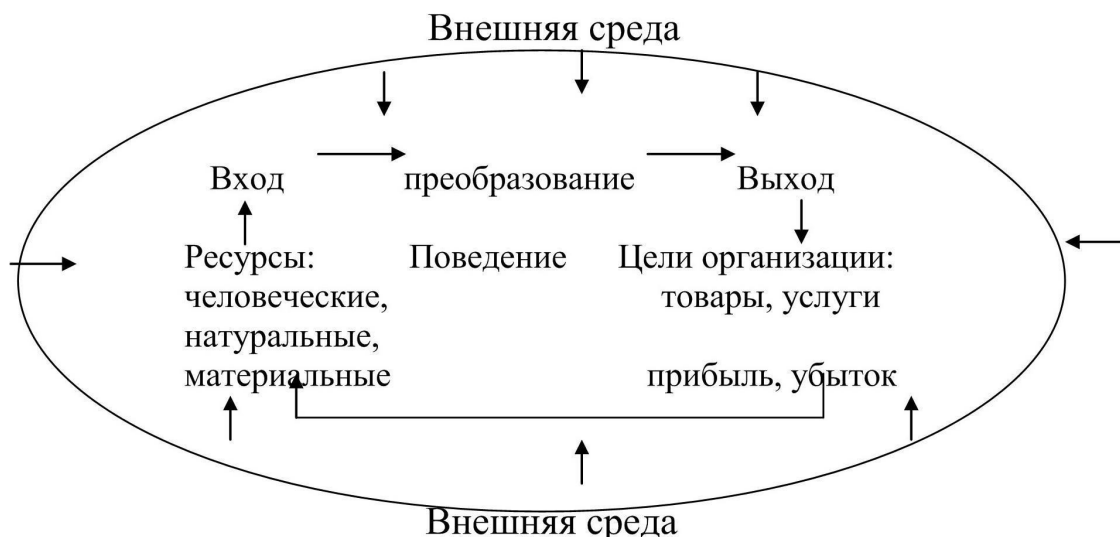 Внешняя среда
Вход преобразование Выход
Ресурсы: Поведение Цели организации:
человеческие, товары, услуги
натуральные,
материальные прибыль, убыток
Внешняя среда